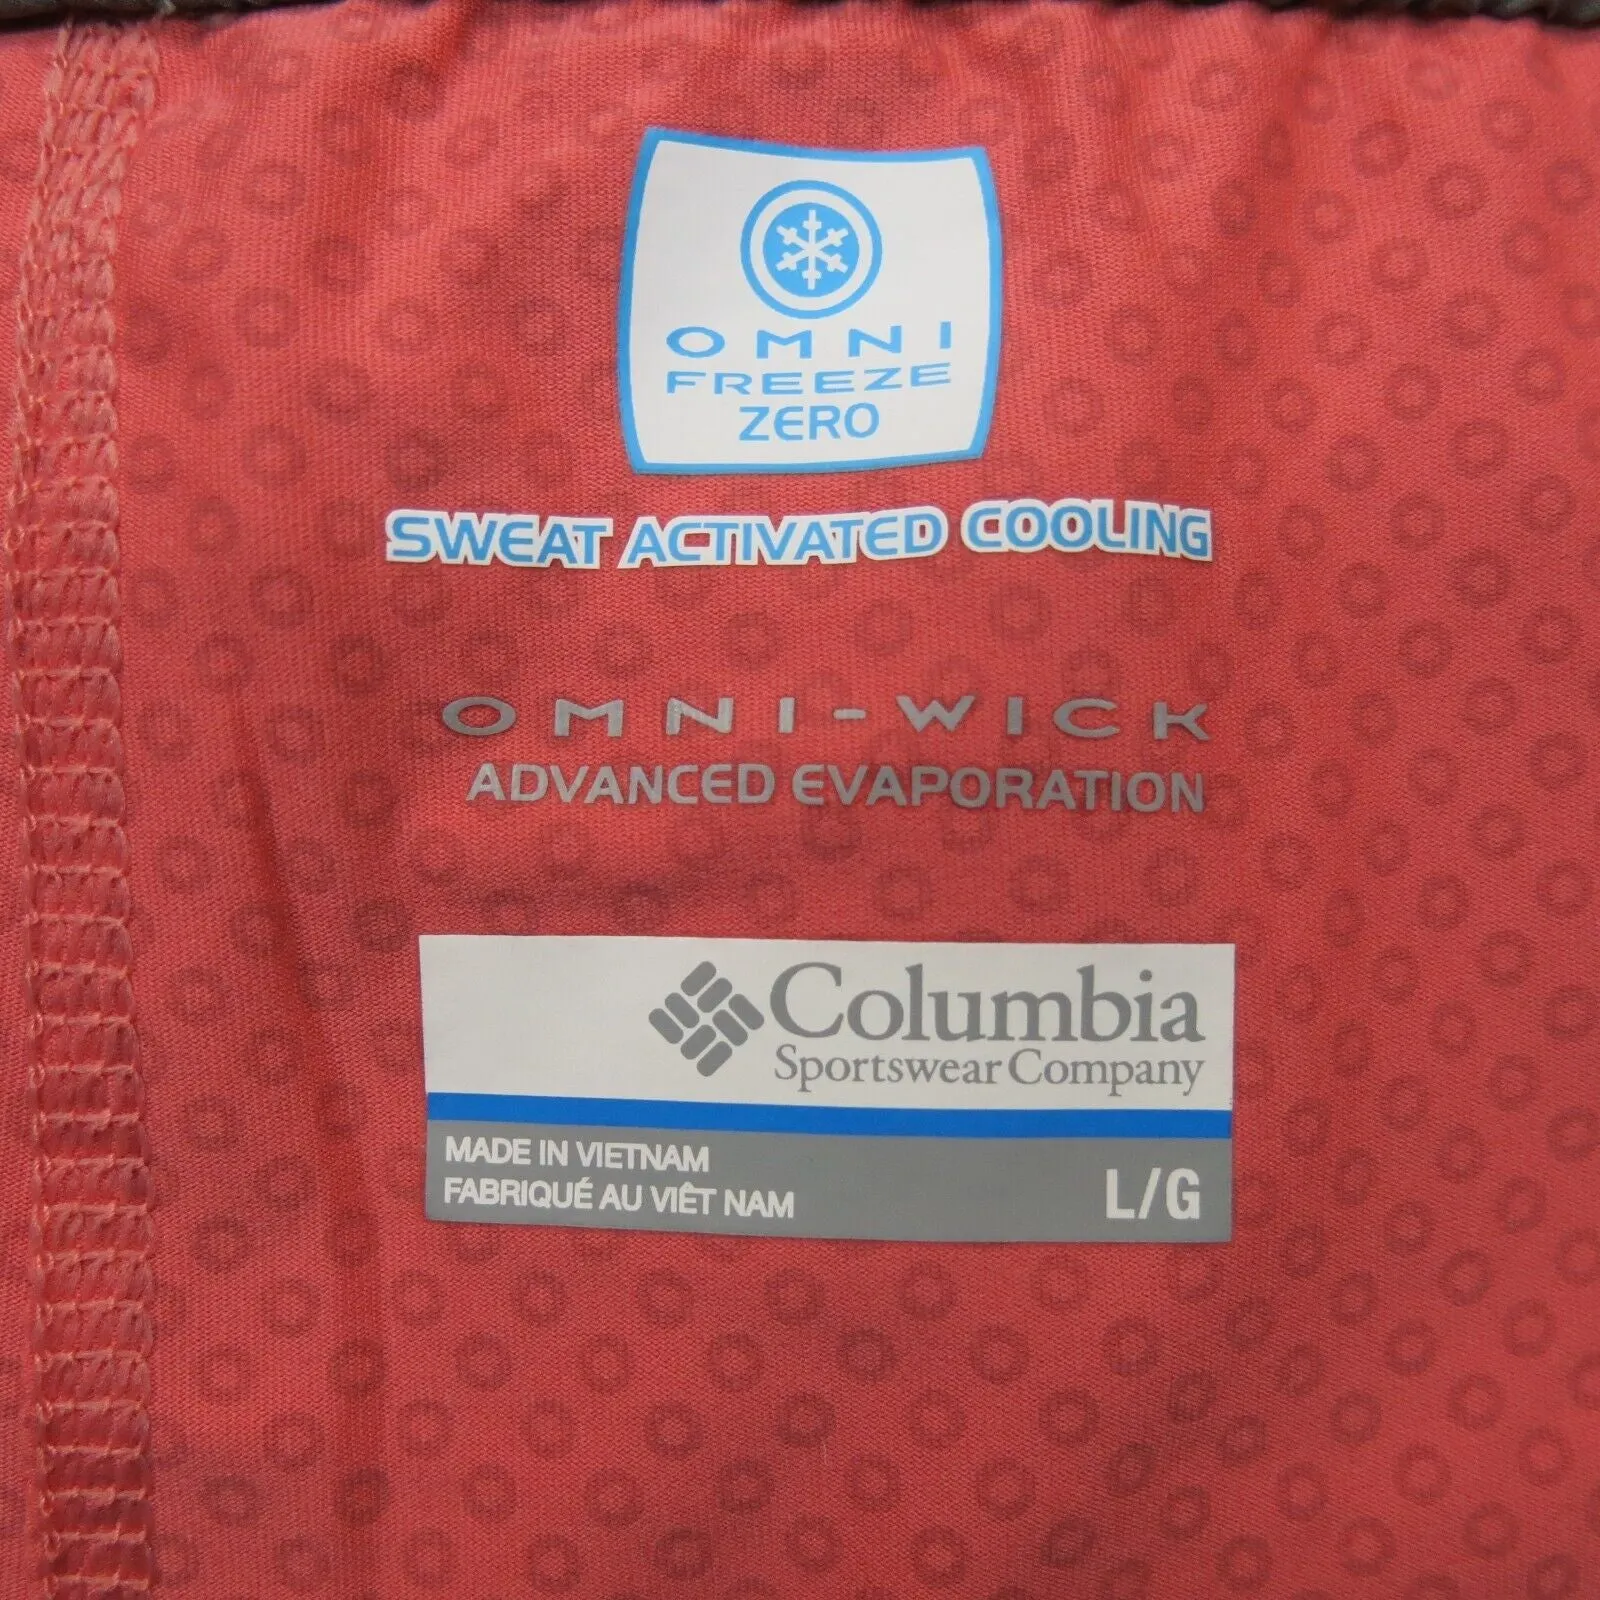 OMNI
FREEZE
ZERO
SWEAT ACTIVATED COOLING
OMNI-WICK
ADVANCED EVAPORATION
Columbia
Sportswear Company
MADE IN VIETNAM
FABRIQUÉ AU VIÊT NAM
L/G